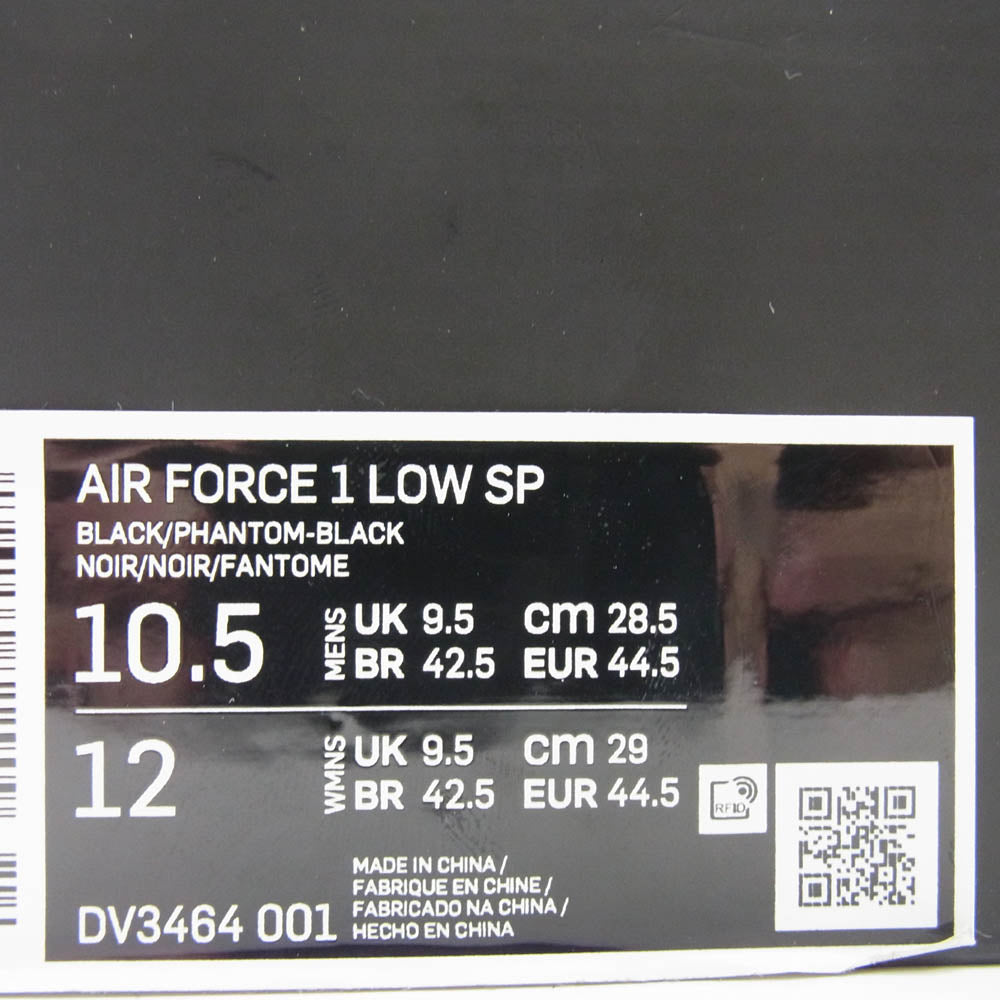 AIR FORCE 1 LOW SP
BLACK/PHANTOM-BLACK
NOIR/NOIR/FANTOME
10.5 MENS UK 9.5 cm 28.5
BR 42.5 EUR 44.5
12 WMNS UK 9.5 cm 29
BR 42.5 EUR 44.5
RFID
MADE IN CHINA /
FABRIQUE EN CHINE /
FABRICADO NA CHINA /
HECHO EN CHINA
DV3464 001